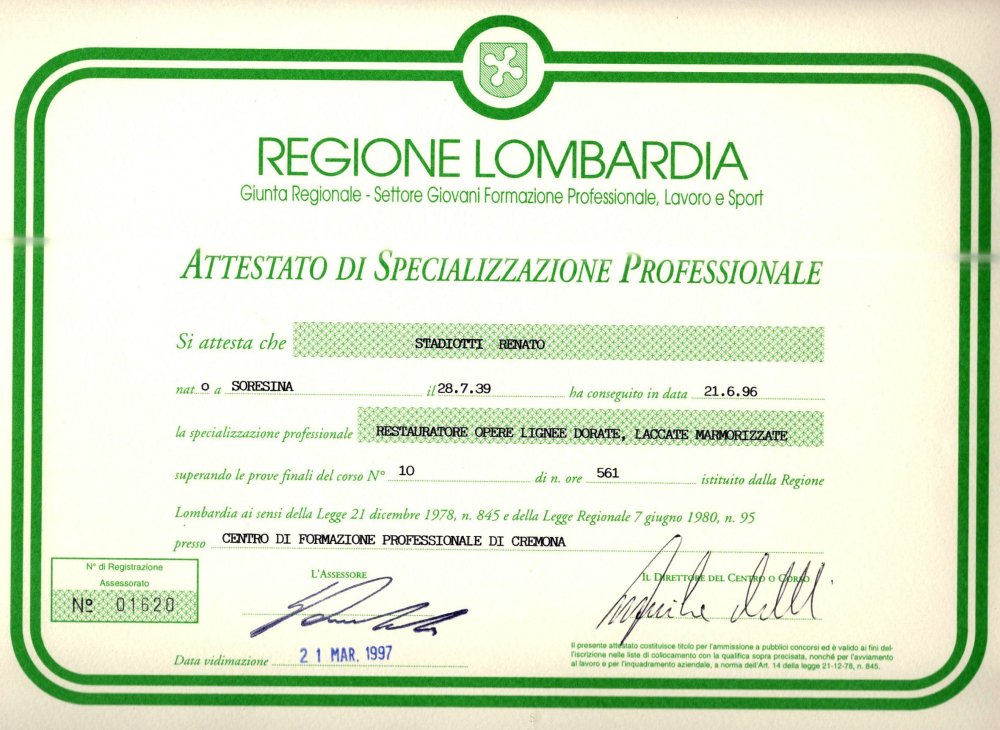 REGIONE LOMBARDIA
Giunta Regionale - Settore Giovani Formazione Professionale, Lavoro e Sport
ATTESTATO DI SPECIALIZZAZIONE PROFESSIONALE
Si attesta che STADIOTTI RENATO
nat o a SORESINA il 28.7.39 ha conseguito in data 21.6.96
la specializzazione professionale RESTAURATORE OPERE LIGNEE DORATE, LACCATE MARMORIZZATE
superando le prove finali del corso N° 10 di n. ore 561 istituito dalla Regione
Lombardia ai sensi della Legge 21 dicembre 1978, n. 845 e della Legge Regionale 7 giugno 1980, n. 95
presso CENTRO DI FORMAZIONE PROFESSIONALE DI CREMONA
N° di Registrazione
Assessorato
Nº 01620
L'ASSESSORE
IL DIRETTORE DEL CENTRO O CORSO
Data vidimazione 21 MAR. 1997
Il presente attestato costituisce titolo per l'ammissione a pubblici concorsi ed è valido ai fini del-
l'iscrizione nelle liste di collocamento con la qualifica sopra precisata, nonché per l'avviamento
al lavoro e per l'inquadramento aziendale, a norma dell'Art. 14 della legge 21-12-78, n. 845.